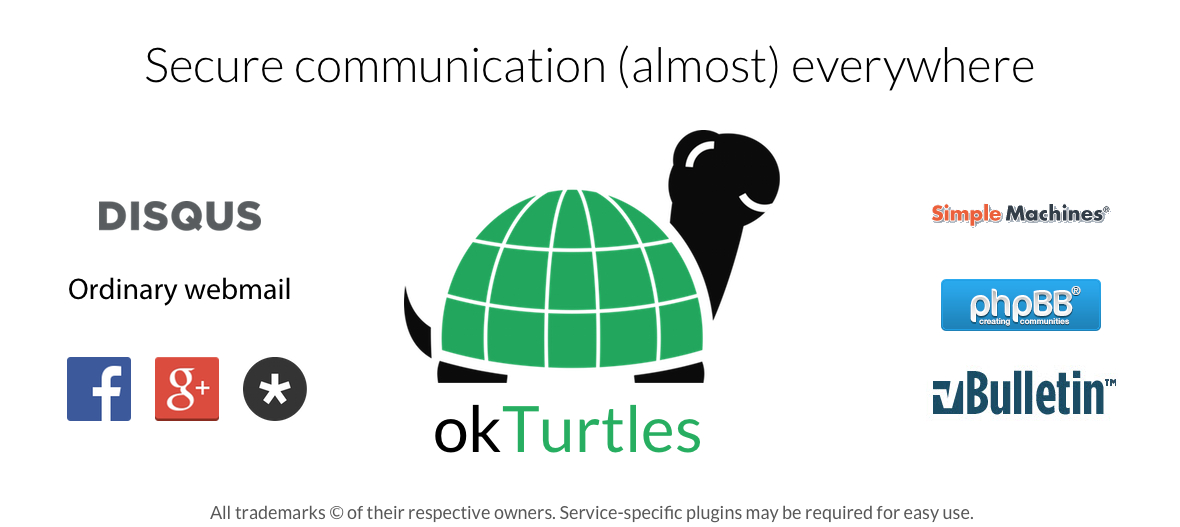 Secure communication (almost) everywhere
DISQUS
Ordinary webmail
f
g+
*
okTurtles
Simple Machines®
phpBB®
creating communities
vBulletin™
All trademarks © of their respective owners. Service-specific plugins may be required for easy use.